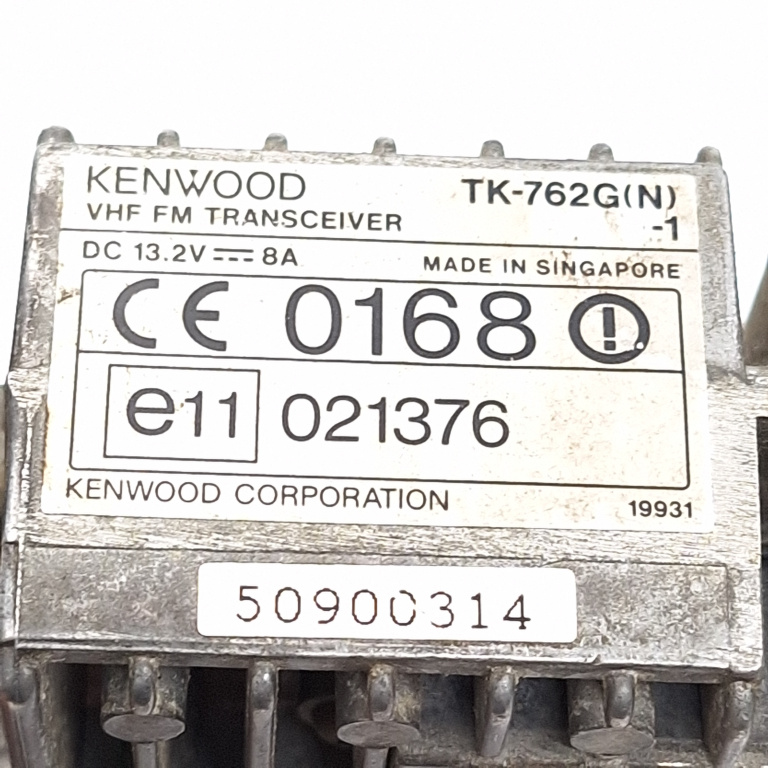 KENWOOD TK-762G(N)
VHF FM TRANSCEIVER -1
DC 13.2V ⎓ 8A MADE IN SINGAPORE
CE 0168 !
e11 021376
KENWOOD CORPORATION 19931
50900314